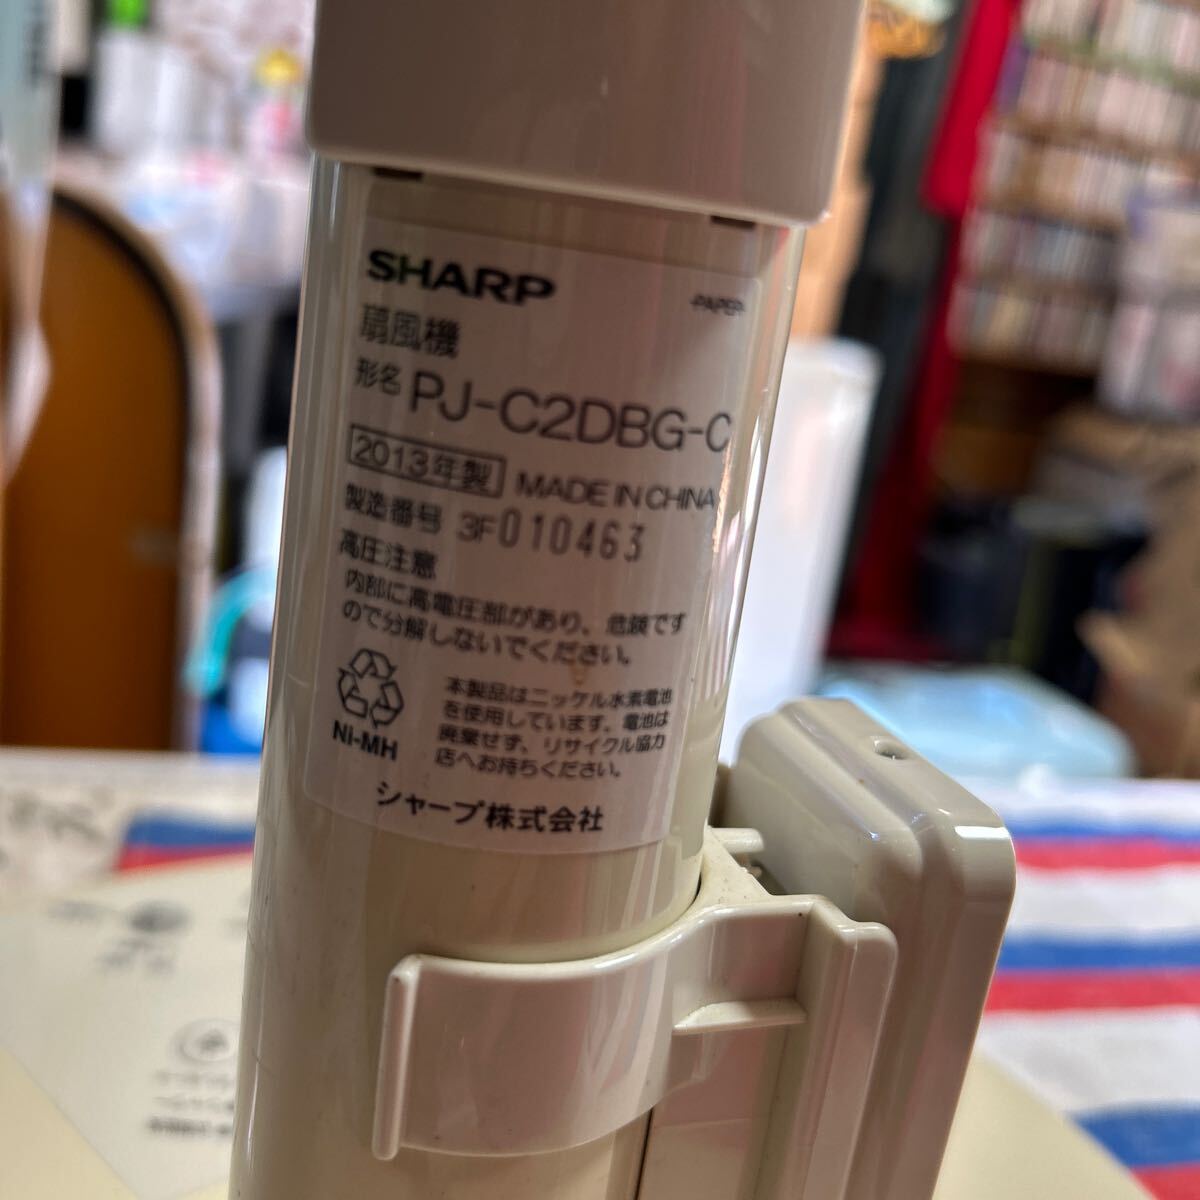 SHARP
-PAPER-
扇風機
形名 PJ-C2DBG-C
2013年製 MADE IN CHINA
製造番号 3F010463
高圧注意
内部に高電圧部があり、危険です
ので分解しないでください。
本製品はニッケル水素電池
を使用しています。電池は
廃棄せず、リサイクル協力
店へお持ちください。
Ni-MH
シャープ株式会社